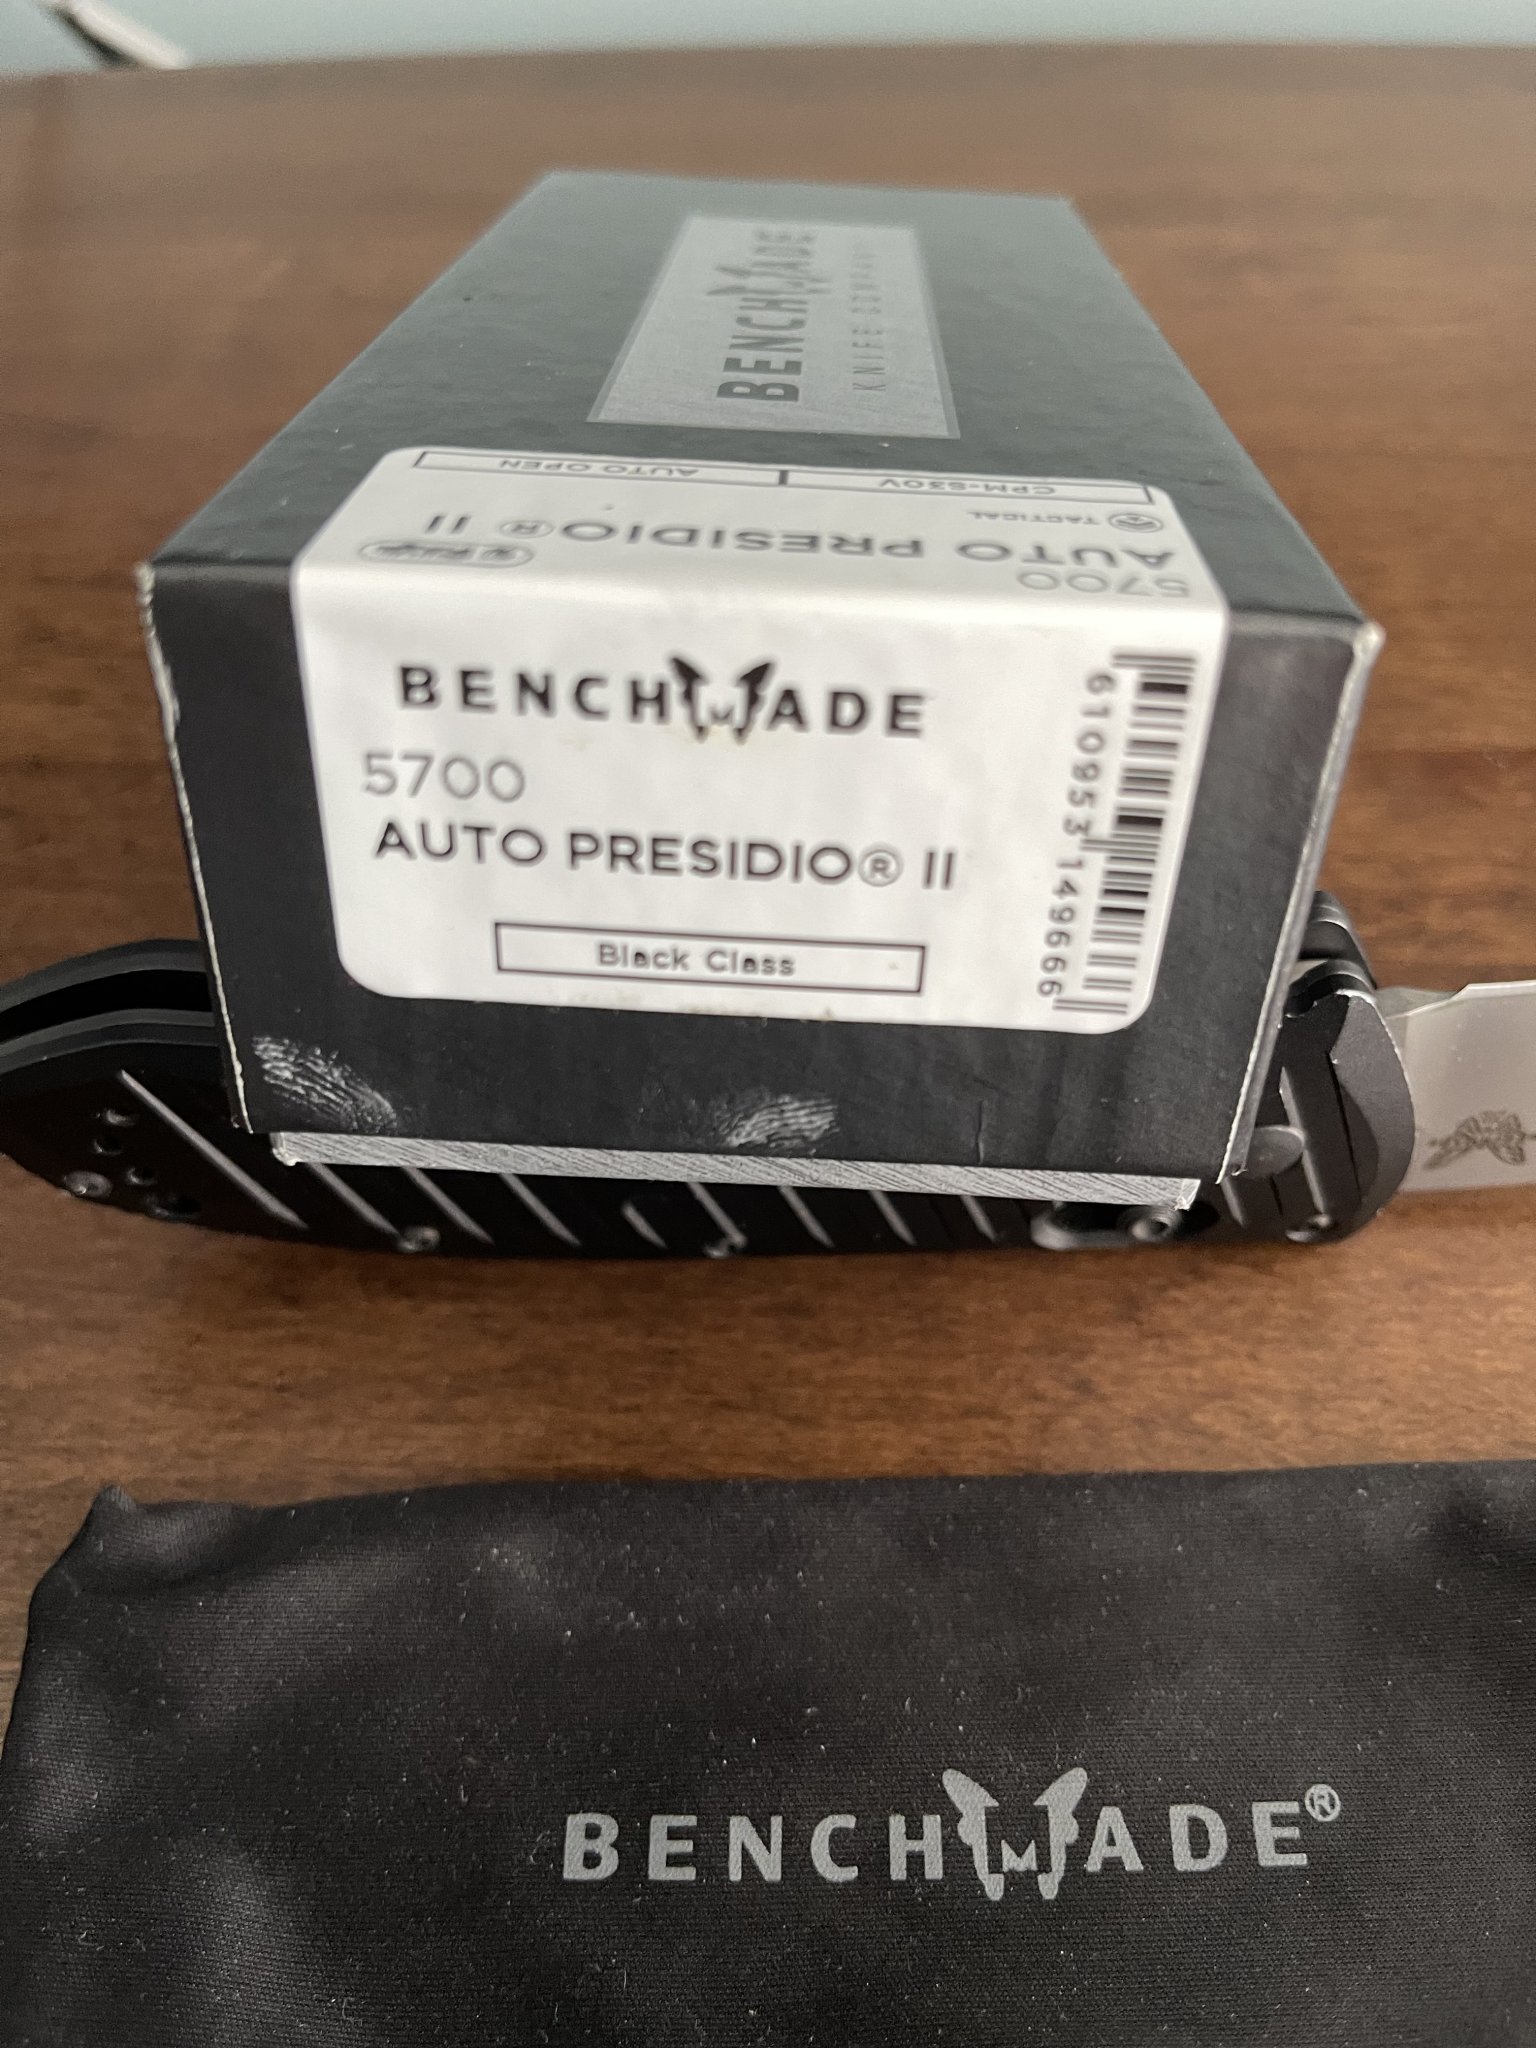 BENCHMADE
KNIFE COMPANY
AUTO OPEN
CPM-S30V
TACTICAL
AUTO PRESIDIO® II
5700
BENCHMADE
5700
AUTO PRESIDIO® II
Black Class
610953149666
BENCHMADE®